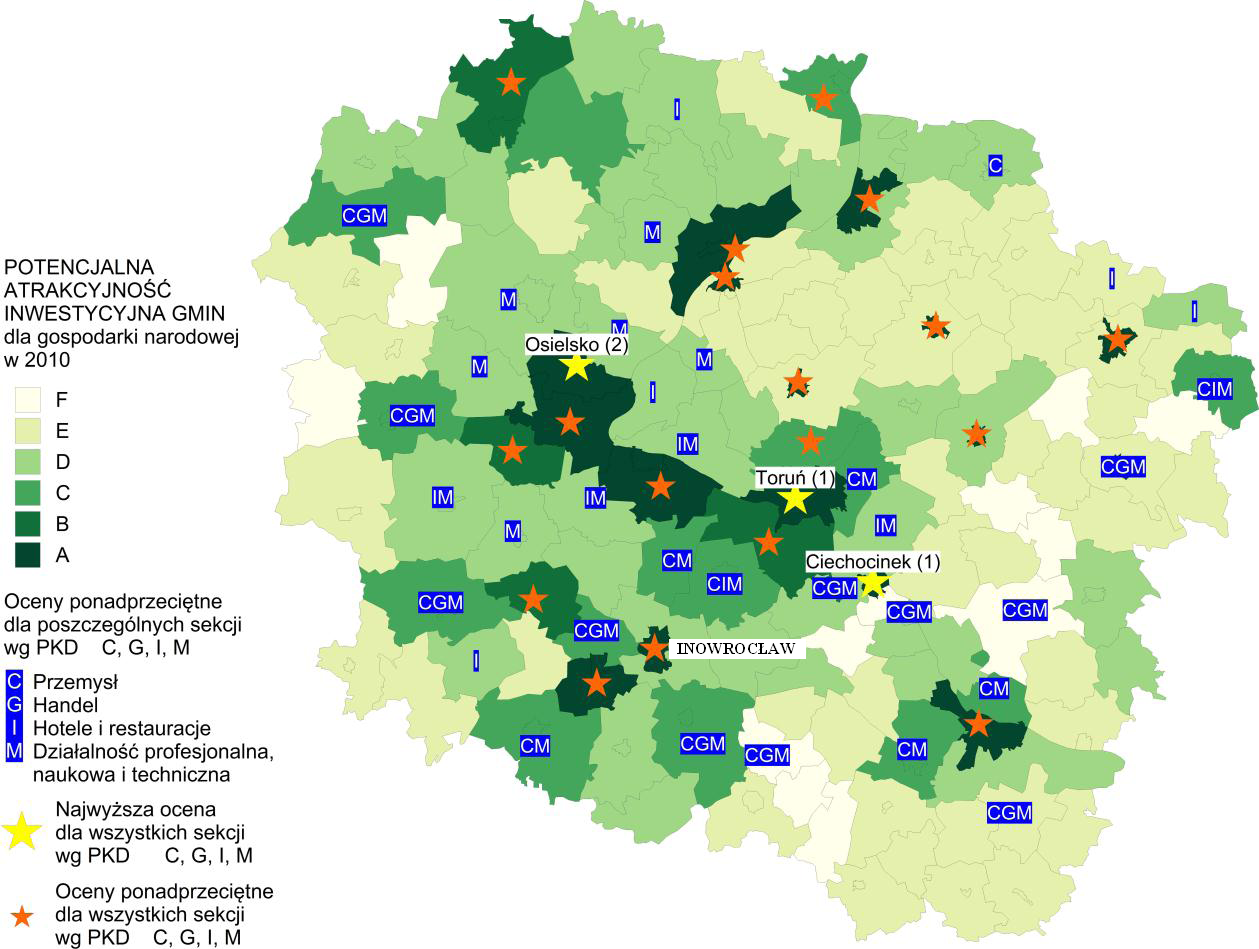 POTENCJALNA
ATRAKCYJNOŚĆ
INWESTYCYJNA GMIN
dla gospodarki narodowej
w 2010
F
E
D
C
B
A
Oceny ponadprzeciętne
dla poszczególnych sekcji
wg PKD C, G, I, M
C Przemysł
G Handel
I Hotele i restauracje
M Działalność profesjonalna,
naukowa i techniczna
Najwyższa ocena
dla wszystkich sekcji
wg PKD C, G, I, M
Oceny ponadprzeciętne
dla wszystkich sekcji
wg PKD C, G, I, M
I
C
CGM
M
I
M
I
M
Osielsko (2)
M
M
I
CIM
CGM
IM
CGM
Toruń (1)
CM
IM
IM
IM
M
CM
Ciechocinek (1)
CIM
CGM
CGM
CGM
CGM
CGM
INOWROCŁAW
I
CM
CM
CGM
CGM
CM
CGM